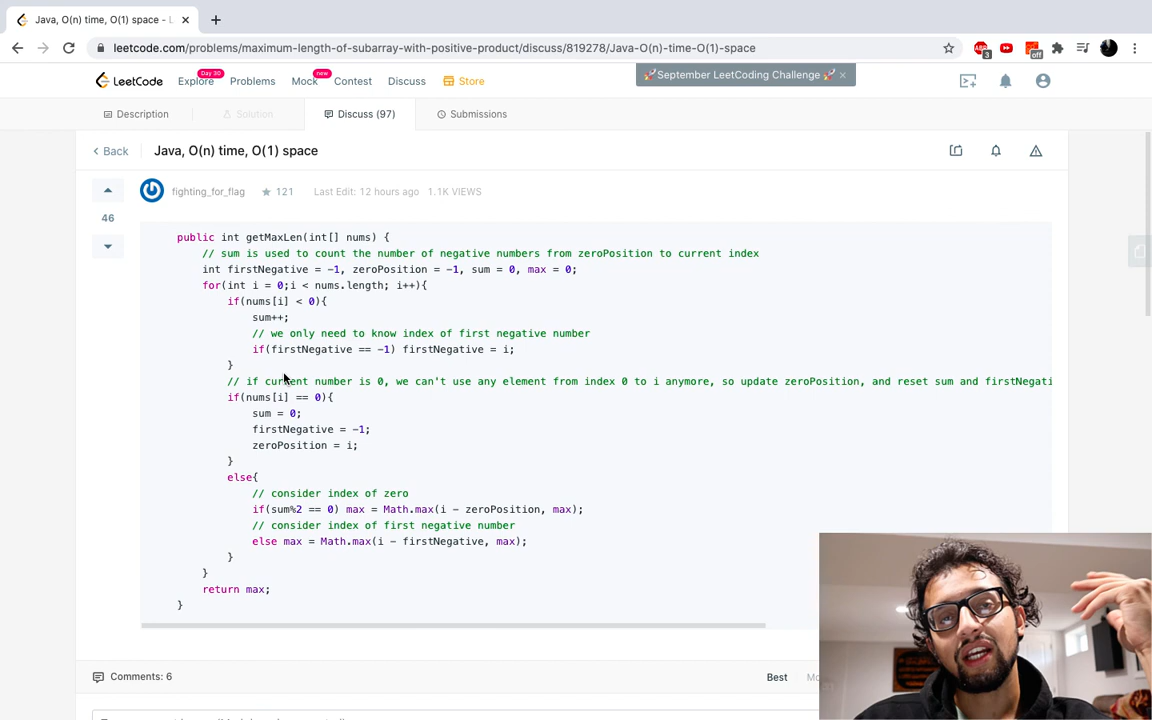 Java, O(n) time, O(1) space - L
leetcode.com/problems/maximum-length-of-subarray-with-positive-product/discuss/819278/Java-O(n)-time-O(1)-space
ABP
3
off
LeetCode
Explore
Day 30
Problems
Mock
new
Contest
Discuss
Store
🚀September LeetCoding Challenge 🚀 ×
Description
Solution
Discuss (97)
Submissions
Back
Java, O(n) time, O(1) space
fighting_for_flag
121
Last Edit: 12 hours ago
1.1K VIEWS
46
public int getMaxLen(int[] nums) {
// sum is used to count the number of negative numbers from zeroPosition to current index
int firstNegative = -1, zeroPosition = -1, sum = 0, max = 0;
for(int i = 0;i < nums.length; i++){
if(nums[i] < 0){
sum++;
// we only need to know index of first negative number
if(firstNegative == -1) firstNegative = i;
}
// if current number is 0, we can't use any element from index 0 to i anymore, so update zeroPosition, and reset sum and firstNegati
if(nums[i] == 0){
sum = 0;
firstNegative = -1;
zeroPosition = i;
}
else{
// consider index of zero
if(sum%2 == 0) max = Math.max(i - zeroPosition, max);
// consider index of first negative number
else max = Math.max(i - firstNegative, max);
}
}
return max;
}
Comments: 6
Best